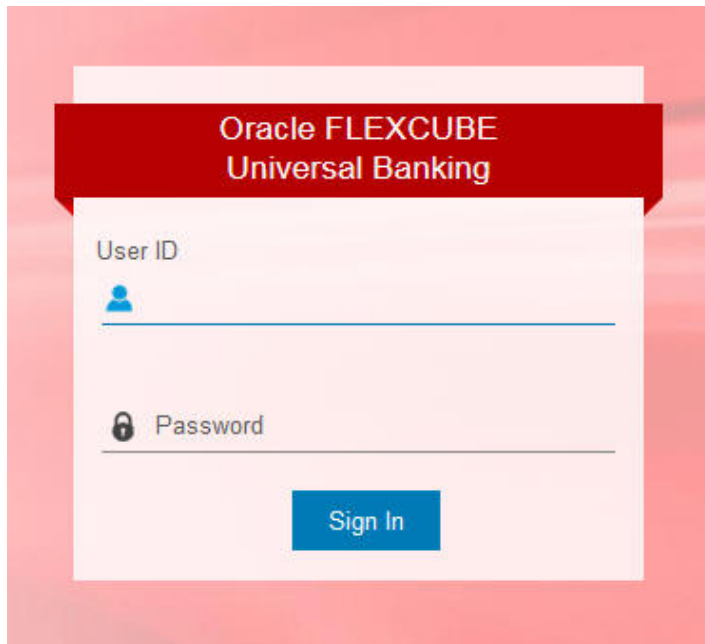 Oracle FLEXCUBE
Universal Banking
User ID
Password
Sign In